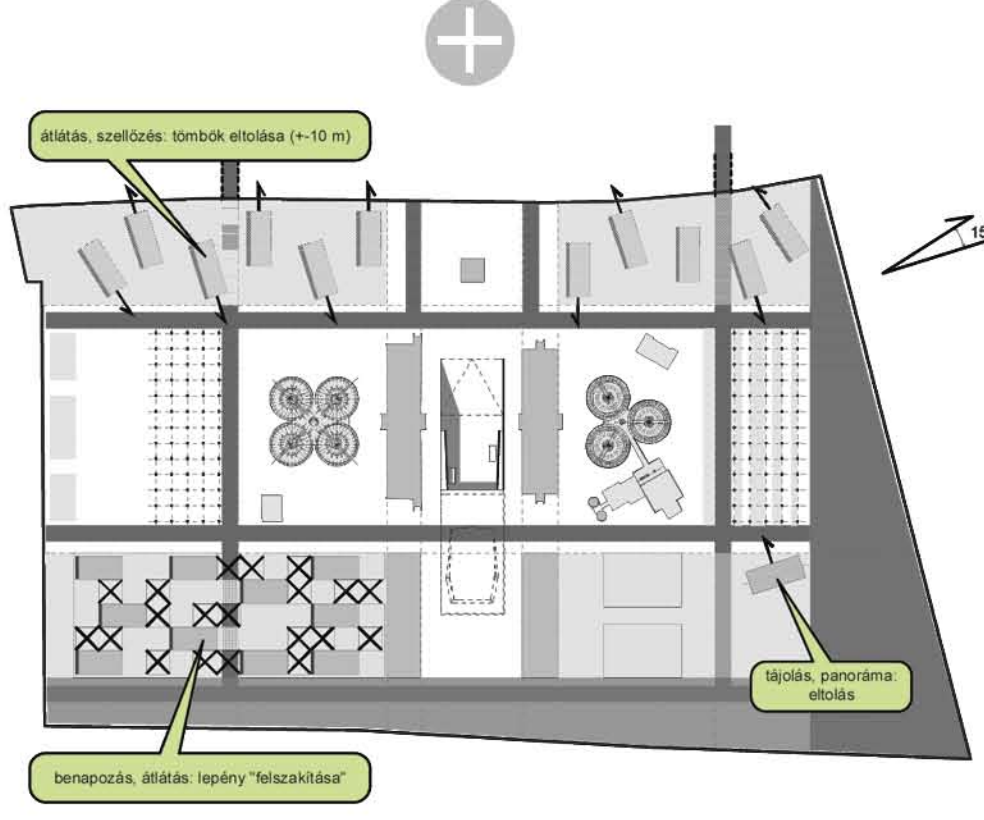 átlátás, szellőzés: tömbök eltolása (+-10 m)
15
tájolás, panoráma:
eltolás
benapozás, átlátás: lepény "felszakítása"